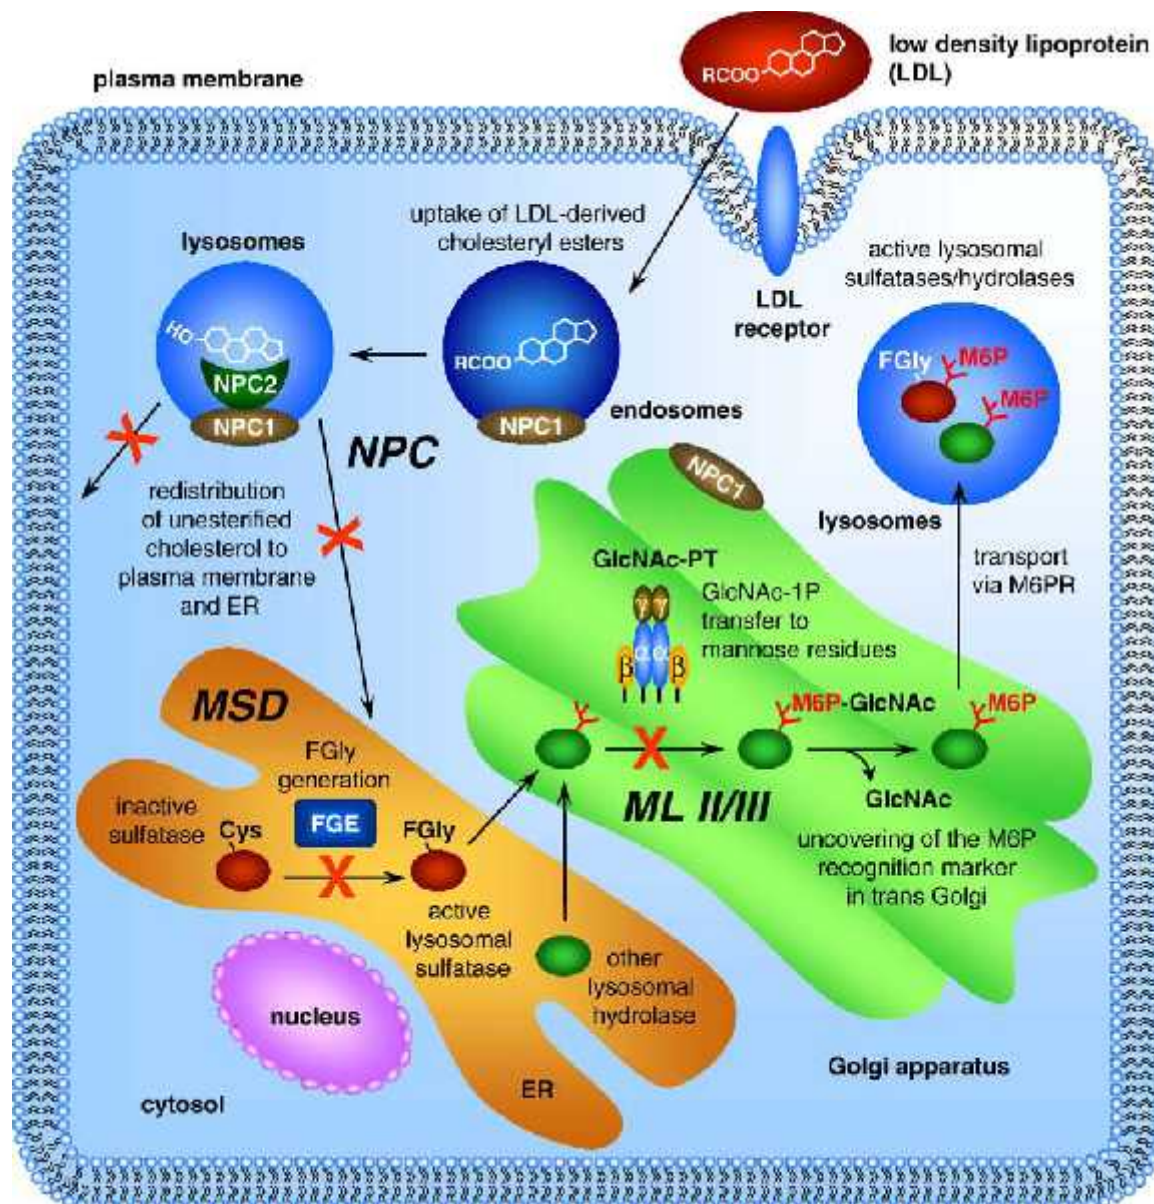 low density lipoprotein
(LDL)
plasma membrane
RCOO
uptake of LDL-derived
cholesteryl esters
lysosomes
HO
NPC2
NPC1
RCOO
NPC1
endosomes
LDL
receptor
active lysosomal
sulfatases/hydrolases
FGly
M6P
M6P
lysosomes
NPC
redistribution
of unesterified
cholesterol to
plasma membrane
and ER
NPC1
GlcNAc-PT
γ γ
α α
β β
GlcNAc-1P
transfer to
mannose residues
transport
via M6PR
MSD
FGly
generation
FGE
inactive
sulfatase
Cys
FGly
active
lysosomal
sulfatase
M6P-GlcNAc
M6P
ML II/III
GlcNAc
uncovering of the M6P
recognition marker
in trans Golgi
other
lysosomal
hydrolase
nucleus
ER
Golgi apparatus
cytosol